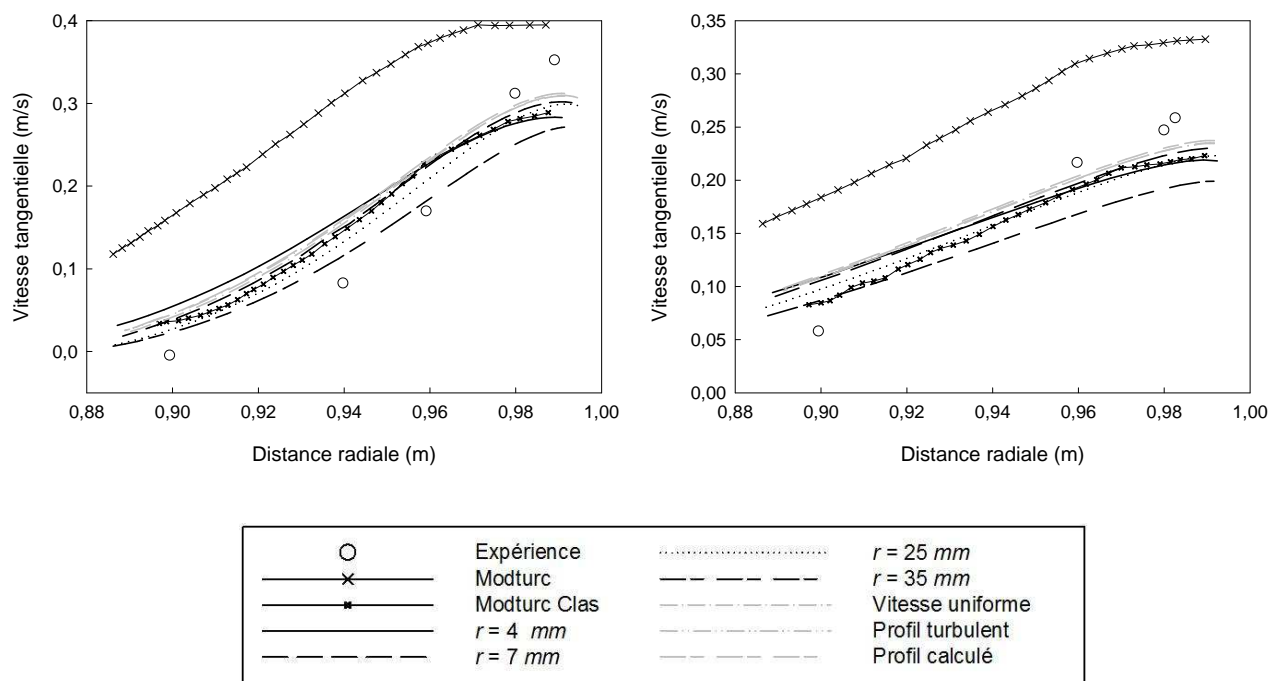 0,4
0,3
0,2
0,1
0,0
Vitesse tangentielle (m/s)
0,88 0,90 0,92 0,94 0,96 0,98 1,00
Distance radiale (m)
0,35
0,30
0,25
0,20
0,15
0,10
0,05
0,00
Vitesse tangentielle (m/s)
0,88 0,90 0,92 0,94 0,96 0,98 1,00
Distance radiale (m)
Expérience
Modturc
Modturc Clas
r = 4 mm
r = 7 mm
r = 25 mm
r = 35 mm
Vitesse uniforme
Profil turbulent
Profil calculé